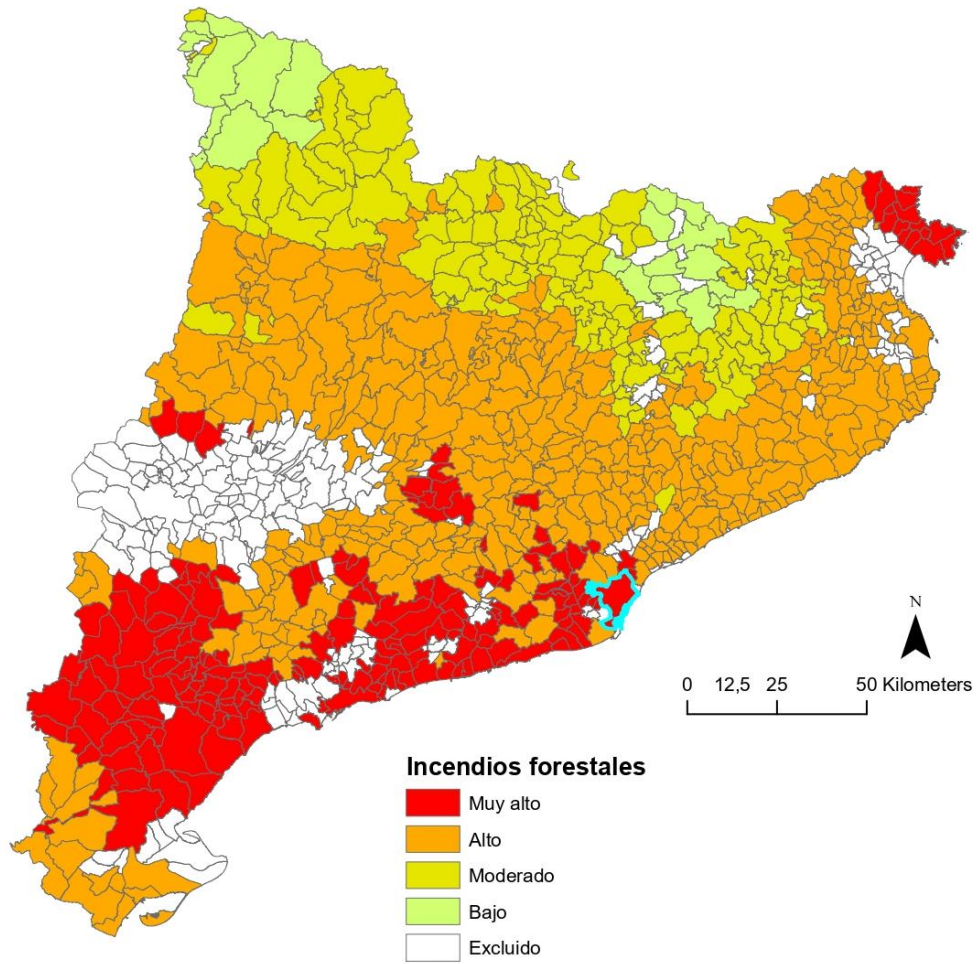 N
0 12,5 25 50 Kilometers
Incendios forestales
Muy alto
Alto
Moderado
Bajo
Excluido